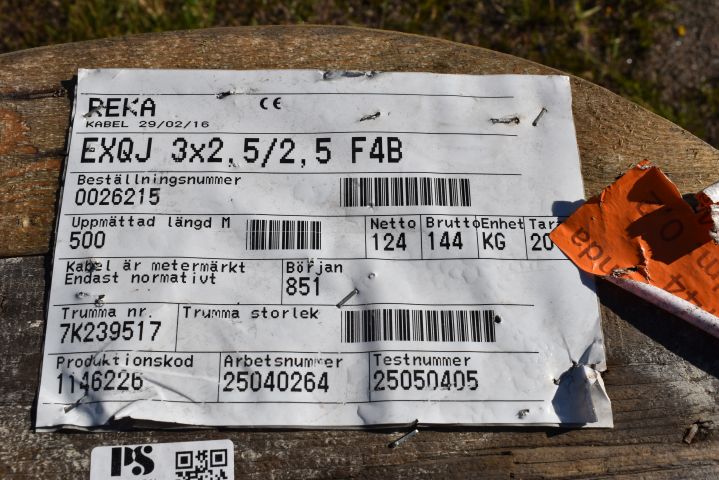 REKA CE
KABEL 29/02/16
EXQJ 3x2,5/2,5 F4B
Beställningsnummer
0026215
Uppmättad längd M Netto Brutto Enhet
500 124 144 KG 20
Kabel är metermärkt Början
Endast normativt 851
Trumma nr. Trumma storlek
7K239517
Produktionskod Arbetsnummer Testnummer
1146226 25040264 25050405
PS